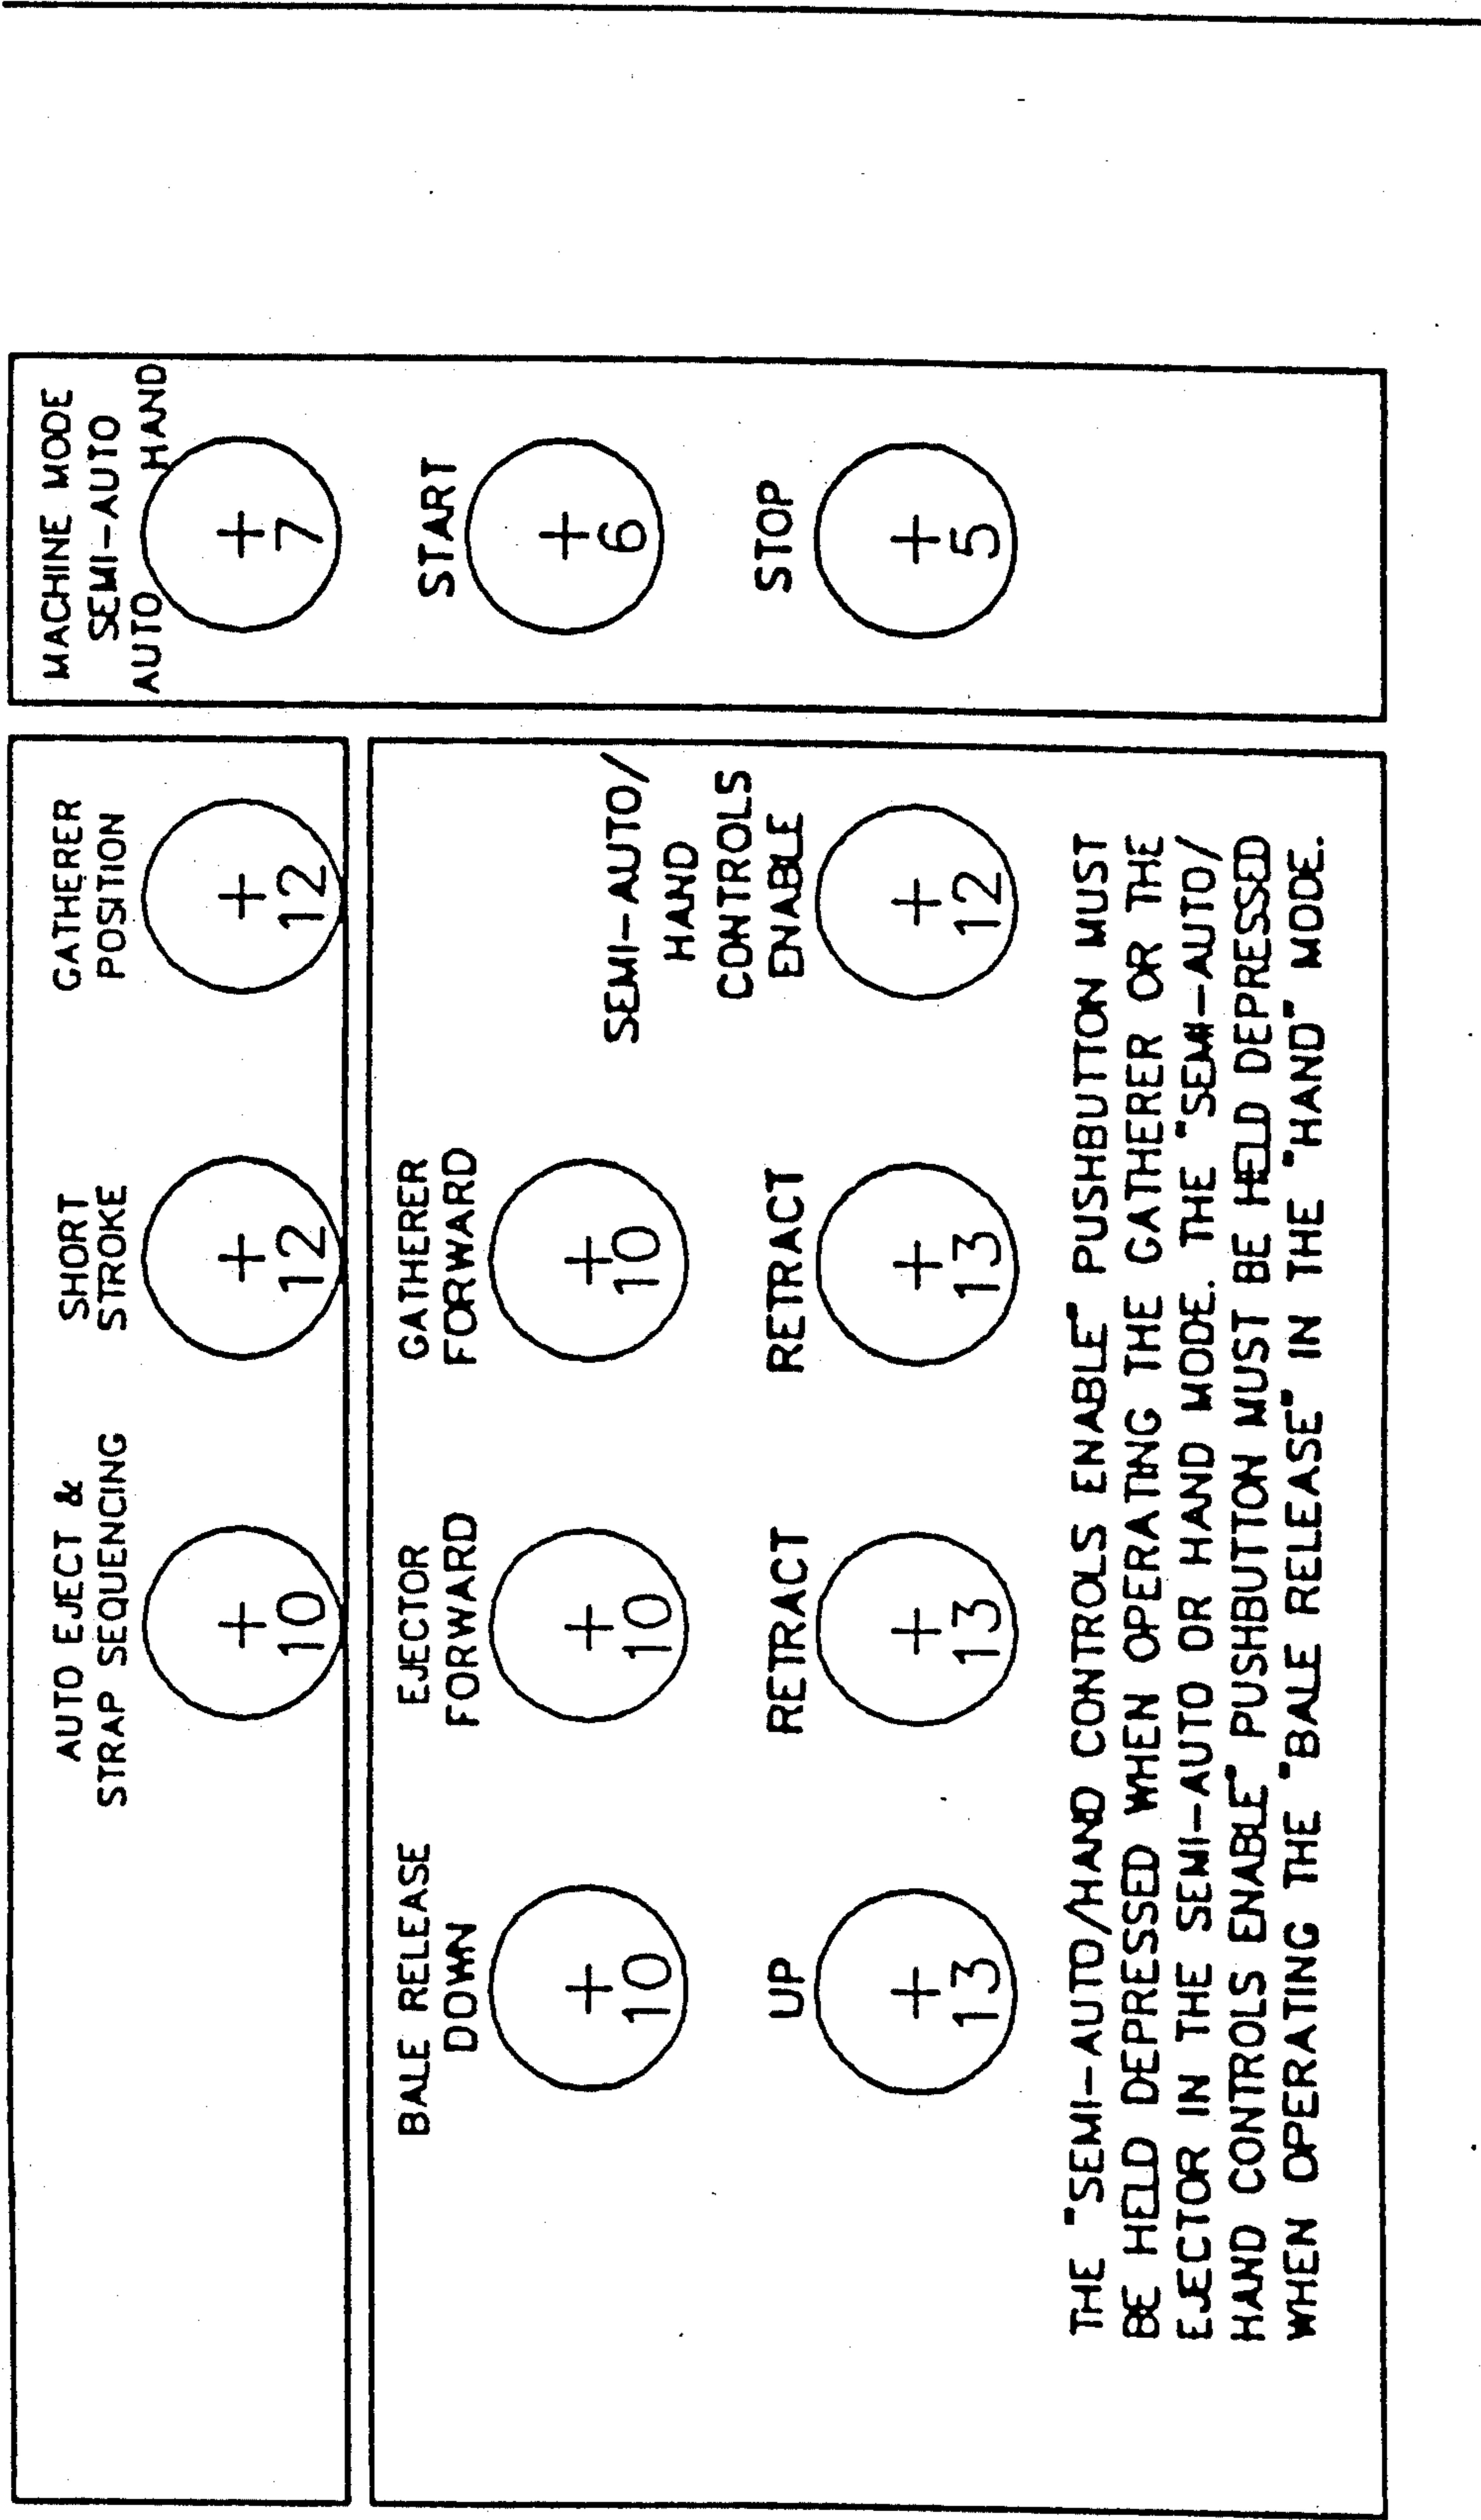 AUTO EJECT &
STRAP SEQUENCING
10
SHORT
STROKE
12
GATHERER
POSITION
12
MACHINE MODE
SEMI-AUTO
AUTO HAND
7
START
6
STOP
5
BALE RELEASE
DOWN
10
EJECTOR
FORWARD
10
GATHERER
FORWARD
10
UP
13
RETRACT
13
RETRACT
13
SEMI-AUTO/
HAND
CONTROLS
ENABLE
12
THE "SEMI-AUTO/HAND CONTROLS ENABLE" PUSHBUTTON MUST
BE HELD DEPRESSED WHEN OPERATING THE GATHERER OR THE
EJECTOR IN THE SEMI-AUTO OR HAND MODE. THE "SEMI-AUTO/
HAND CONTROLS ENABLE" PUSHBUTTON MUST BE HELD DEPRESSED
WHEN OPERATING THE "BALE RELEASE" IN THE "HAND" MODE.